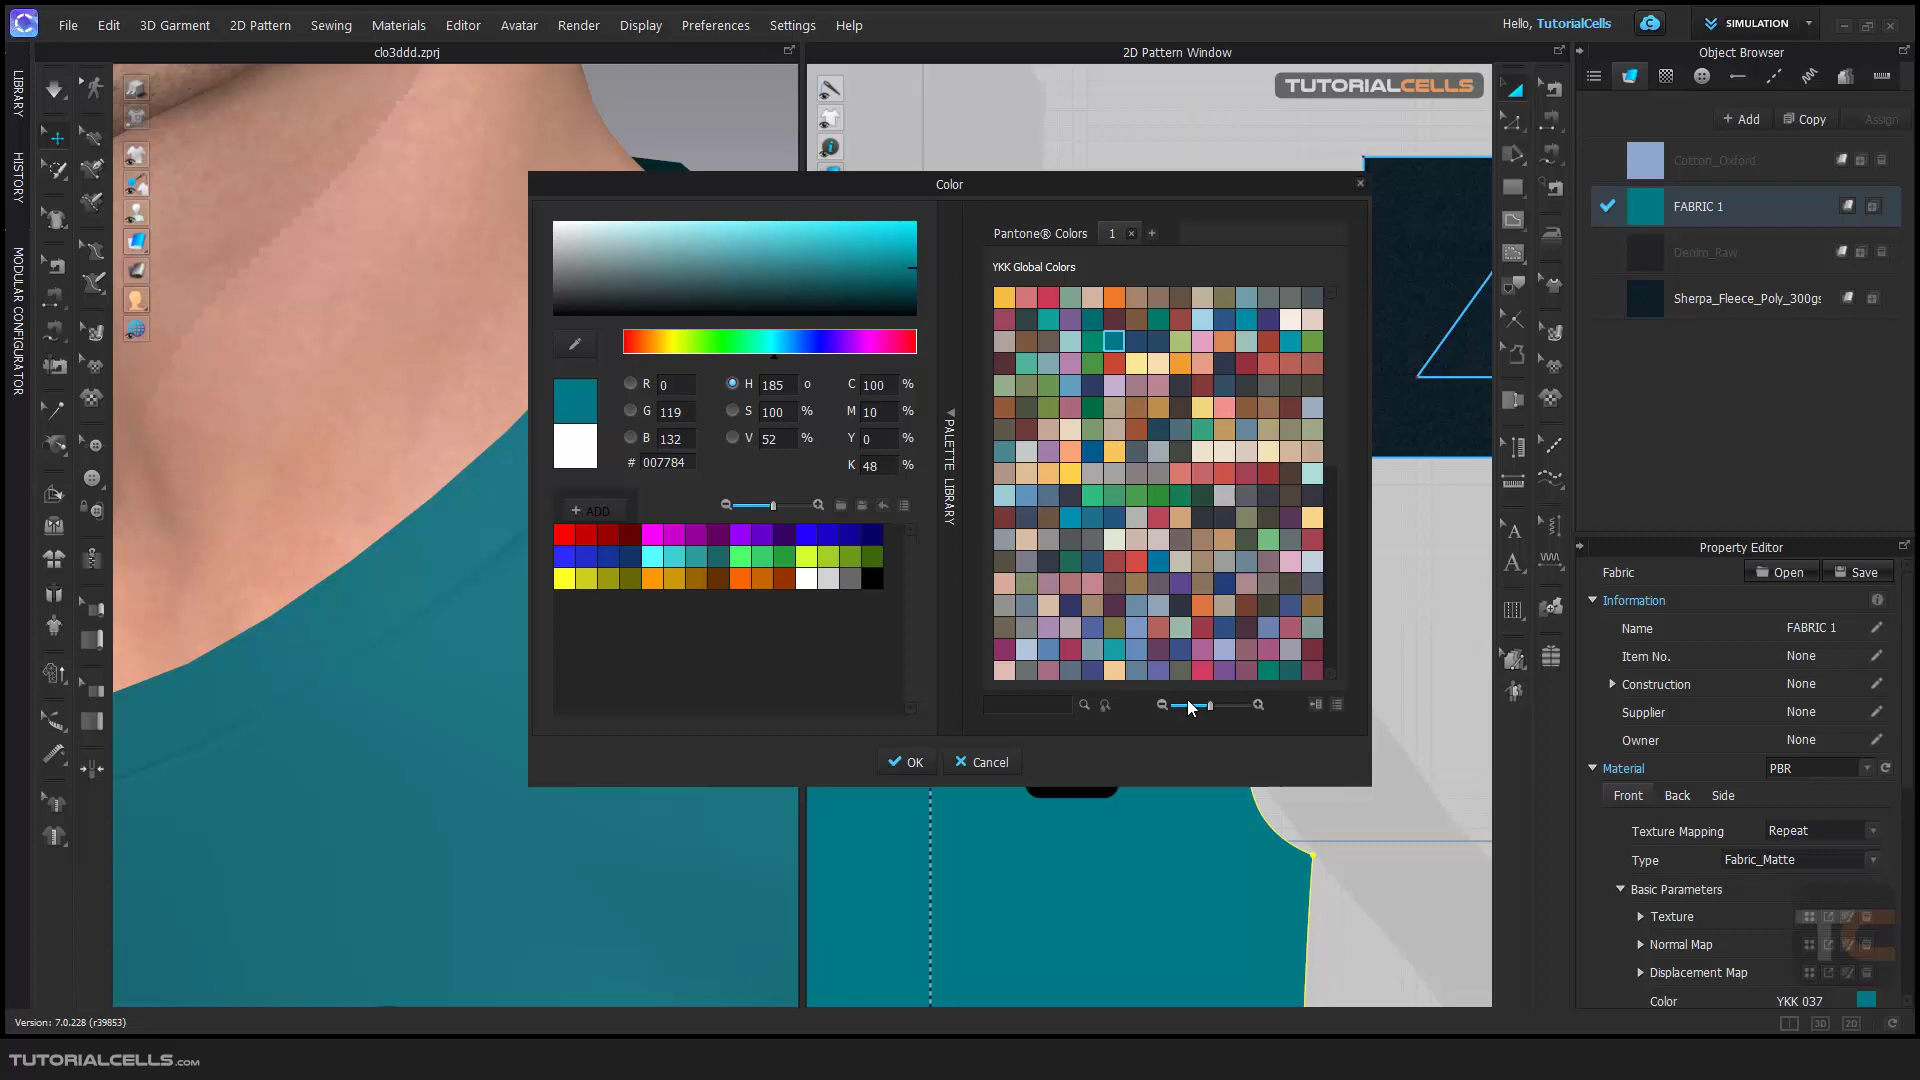 File Edit 3D Garment 2D Pattern Sewing Materials Editor Avatar Render Display Preferences Settings Help
Hello, TutorialCells
SIMULATION
clo3ddd.zprj
2D Pattern Window
Object Browser
TUTORIALCELLS
LIBRARY
HISTORY
MODULAR CONFIGURATOR
+ Add
Copy
Assign
Cotton_Oxford
FABRIC 1
Denim_Raw
Sherpa_Fleece_Poly_300gs
Color
Pantone® Colors
1
YKK Global Colors
R 0
H 185 o
C 100 %
G 119
S 100 %
M 10 %
B 132
V 52 %
Y 0 %
# 007784
K 48 %
PALETTE LIBRARY
+ ADD
OK
Cancel
Property Editor
Fabric
Open
Save
Information
Name FABRIC 1
Item No. None
Construction None
Supplier None
Owner None
Material PBR
Front Back Side
Texture Mapping Repeat
Type Fabric_Matte
Basic Parameters
Texture
Normal Map
Displacement Map
Color YKK 037
TC
Version: 7.0.228 (r39853)
3D
2D
TUTORIALCELLS.COM